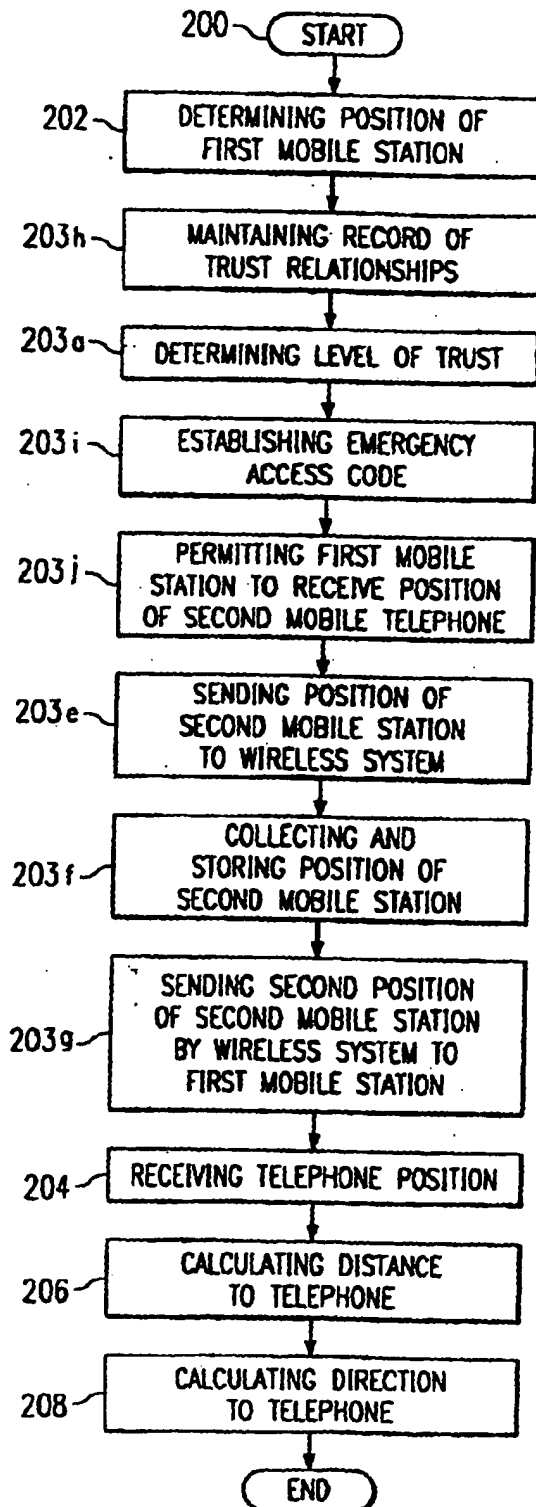 200
START
202
DETERMINING POSITION OF
FIRST MOBILE STATION
203h
MAINTAINING RECORD OF
TRUST RELATIONSHIPS
203a
DETERMINING LEVEL OF TRUST
203i
ESTABLISHING EMERGENCY
ACCESS CODE
203j
PERMITTING FIRST MOBILE
STATION TO RECEIVE POSITION
OF SECOND MOBILE TELEPHONE
203e
SENDING POSITION OF
SECOND MOBILE STATION
TO WIRELESS SYSTEM
203f
COLLECTING AND
STORING POSITION OF
SECOND MOBILE STATION
203g
SENDING SECOND POSITION
OF SECOND MOBILE STATION
BY WIRELESS SYSTEM TO
FIRST MOBILE STATION
204
RECEIVING TELEPHONE POSITION
206
CALCULATING DISTANCE
TO TELEPHONE
208
CALCULATING DIRECTION
TO TELEPHONE
END